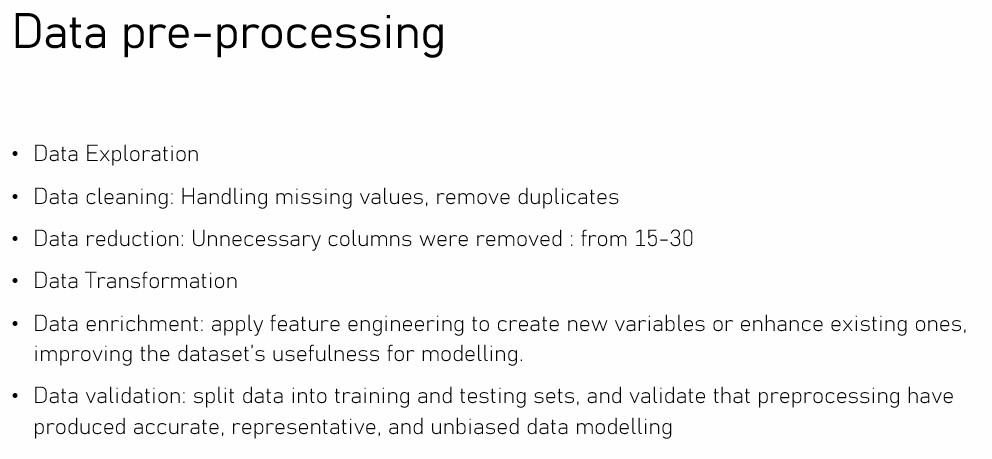 Data pre-processing
• Data Exploration
• Data cleaning: Handling missing values, remove duplicates
• Data reduction: Unnecessary columns were removed : from 15-30
• Data Transformation
• Data enrichment: apply feature engineering to create new variables or enhance existing ones,
improving the dataset's usefulness for modelling.
• Data validation: split data into training and testing sets, and validate that preprocessing have
produced accurate, representative, and unbiased data modelling